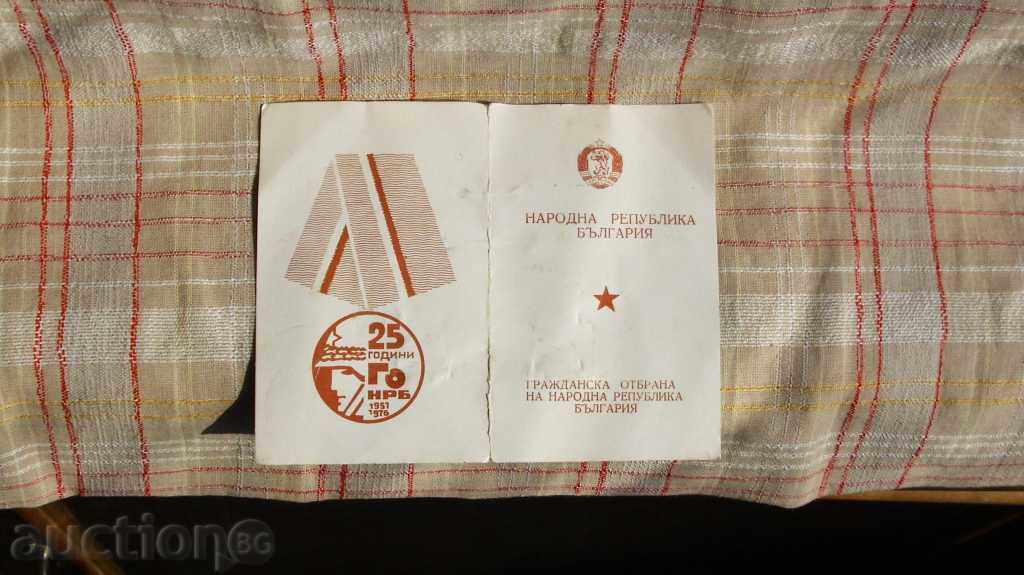 25
ГОДИНИ
ГО
НРБ
1951
1976
НАРОДНА РЕПУБЛИКА
БЪЛГАРИЯ
ГРАЖДАНСКА ОТБРАНА
НА НАРОДНА РЕПУБЛИКА
БЪЛГАРИЯ
auction BG